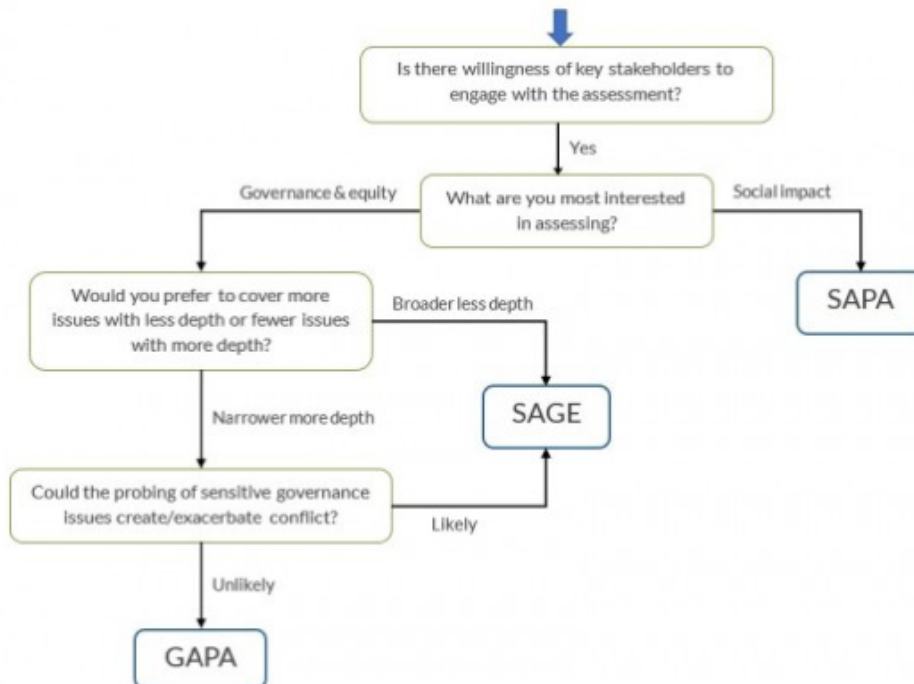 Is there willingness of key stakeholders to
engage with the assessment?
Yes
Governance & equity
What are you most interested
in assessing?
Social impact
SAPA
Would you prefer to cover more
issues with less depth or fewer issues
with more depth?
Broader less depth
SAGE
Narrower more depth
Could the probing of sensitive governance
issues create/exacerbate conflict?
Likely
Unlikely
GAPA